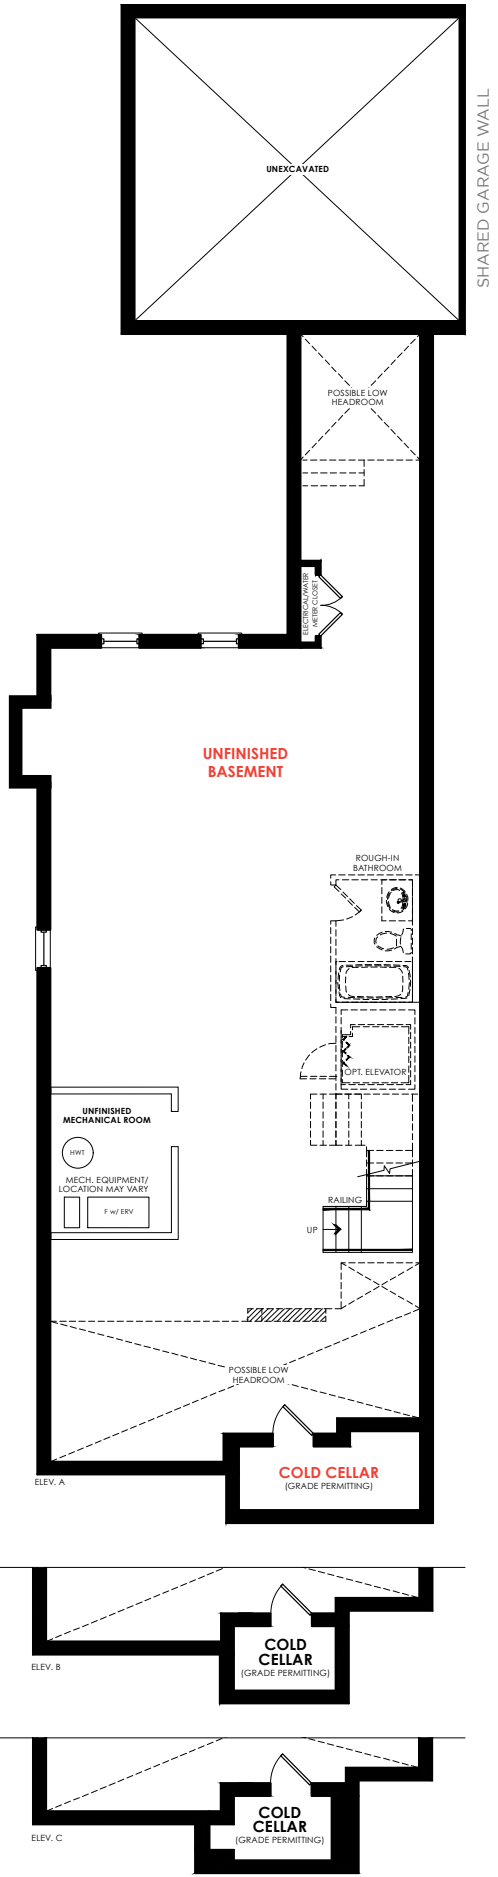 SHARED GARAGE WALL
UNEXCAVATED
POSSIBLE LOW
HEADROOM
ELECTRICAL/WATER
METER CLOSET
UNFINISHED
BASEMENT
ROUGH-IN
BATHROOM
OPT. ELEVATOR
UNFINISHED
MECHANICAL ROOM
HWT
MECH. EQUIPMENT/
LOCATION MAY VARY
F w/ ERV
RAILING
UP
POSSIBLE LOW
HEADROOM
COLD CELLAR
(GRADE PERMITTING)
ELEV. A
COLD
CELLAR
(GRADE PERMITTING)
ELEV. B
COLD
CELLAR
(GRADE PERMITTING)
ELEV. C